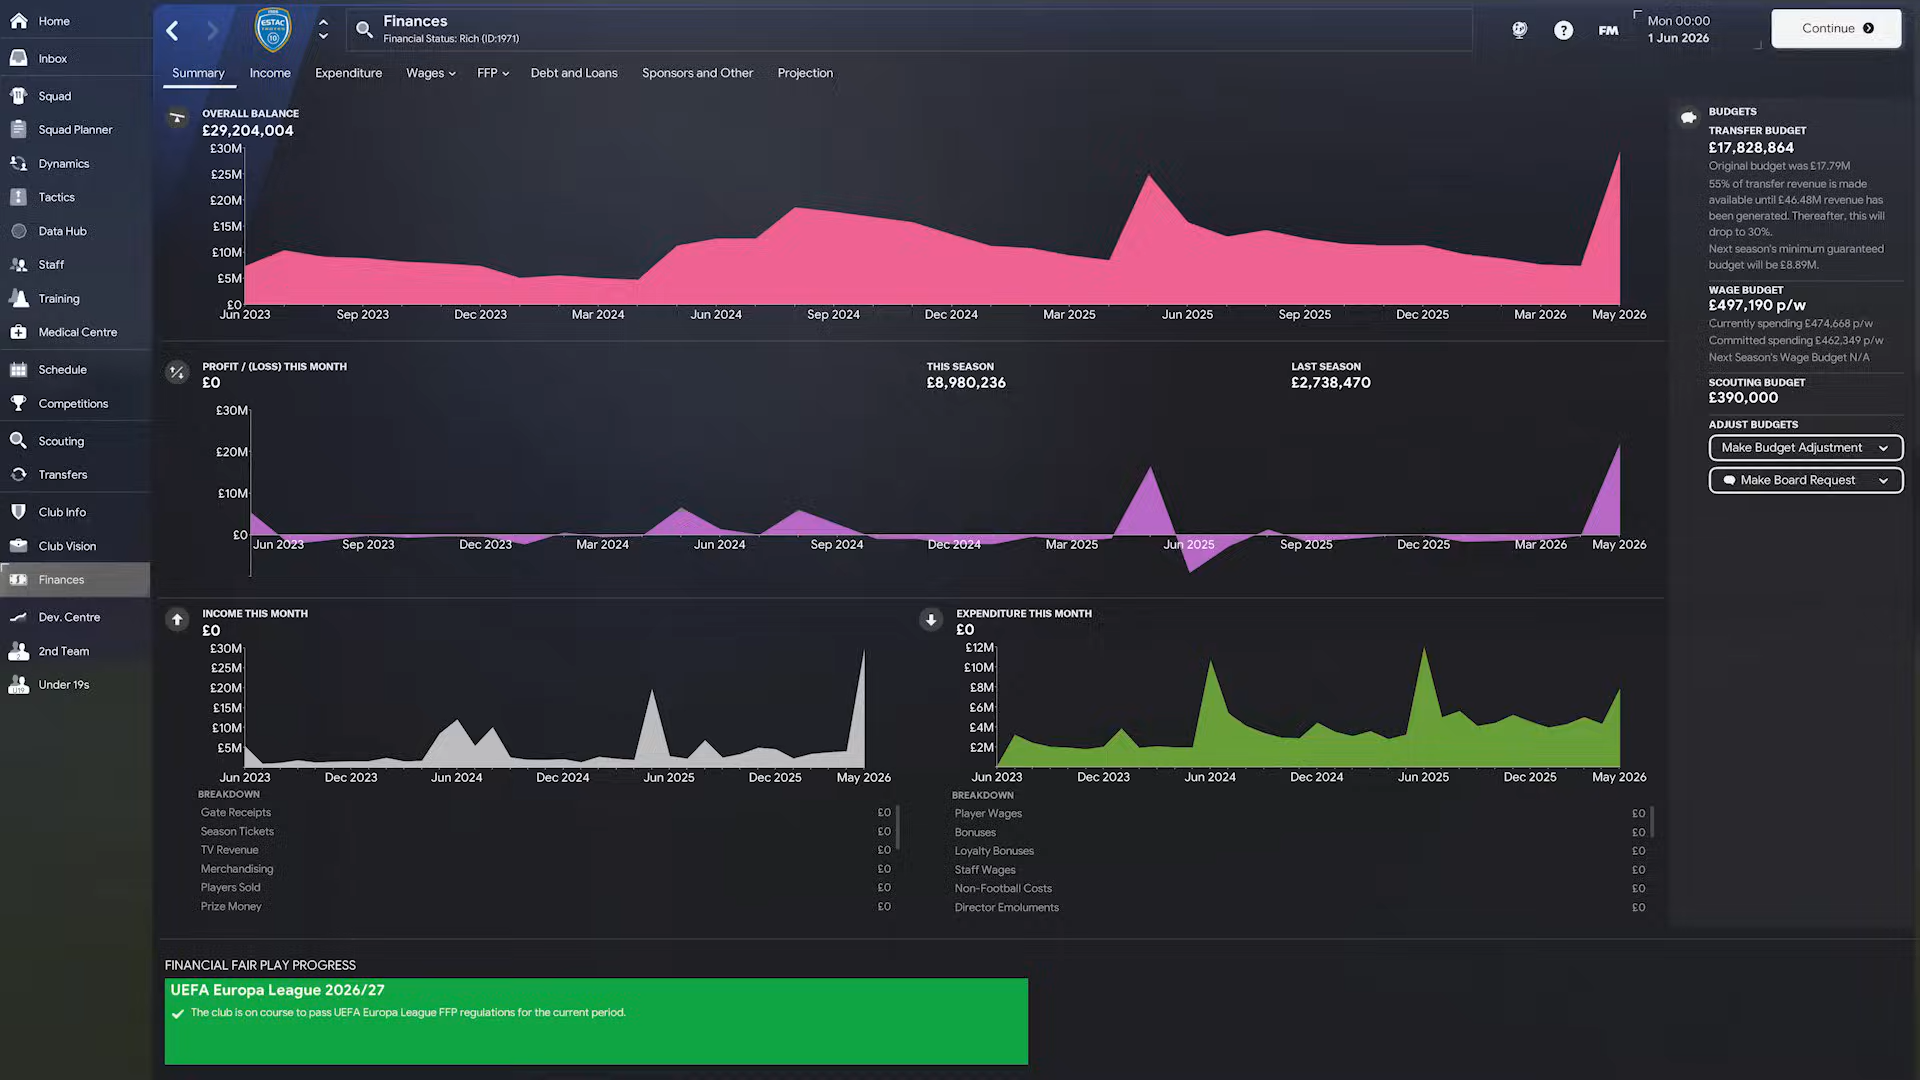 Home
Inbox
Squad
Squad Planner
Dynamics
Tactics
Data Hub
Staff
Training
Medical Centre
Schedule
Competitions
Scouting
Transfers
Club Info
Club Vision
Finances
Dev. Centre
2nd Team
Under 19s
ESTAC
Finances
Financial Status: Rich (ID:1971)
FM
Mon 00:00
1 Jun 2026
Continue
Summary Income Expenditure Wages FFP Debt and Loans Sponsors and Other Projection
OVERALL BALANCE
£29,204,004
£30M
£25M
£20M
£15M
£10M
£5M
£0
Jun 2023 Sep 2023 Dec 2023 Mar 2024 Jun 2024 Sep 2024 Dec 2024 Mar 2025 Jun 2025 Sep 2025 Dec 2025 Mar 2026 May 2026
PROFIT / (LOSS) THIS MONTH
£0
THIS SEASON
£8,980,236
LAST SEASON
£2,738,470
£30M
£20M
£10M
£0
Jun 2023 Sep 2023 Dec 2023 Mar 2024 Jun 2024 Sep 2024 Dec 2024 Mar 2025 Jun 2025 Sep 2025 Dec 2025 Mar 2026 May 2026
INCOME THIS MONTH
£0
£30M
£25M
£20M
£15M
£10M
£5M
Jun 2023 Dec 2023 Jun 2024 Dec 2024 Jun 2025 Dec 2025 May 2026
BREAKDOWN
Gate Receipts £0
Season Tickets £0
TV Revenue £0
Merchandising £0
Players Sold £0
Prize Money £0
EXPENDITURE THIS MONTH
£0
£12M
£10M
£8M
£6M
£4M
£2M
Jun 2023 Dec 2023 Jun 2024 Dec 2024 Jun 2025 Dec 2025 May 2026
BREAKDOWN
Player Wages £0
Bonuses £0
Loyalty Bonuses £0
Staff Wages £0
Non-Football Costs £0
Director Emoluments £0
FINANCIAL FAIR PLAY PROGRESS
UEFA Europa League 2026/27
The club is on course to pass UEFA Europa League FFP regulations for the current period.
BUDGETS
TRANSFER BUDGET
£17,828,864
Original budget was £17.79M
55% of transfer revenue is made
available until £46.48M revenue has
been generated. Thereafter, this will
drop to 30%.
Next season's minimum guaranteed
budget will be £8.89M.
WAGE BUDGET
£497,190 p/w
Currently spending £474,668 p/w
Committed spending £462,349 p/w
Next Season's Wage Budget N/A
SCOUTING BUDGET
£390,000
ADJUST BUDGETS
Make Budget Adjustment
Make Board Request